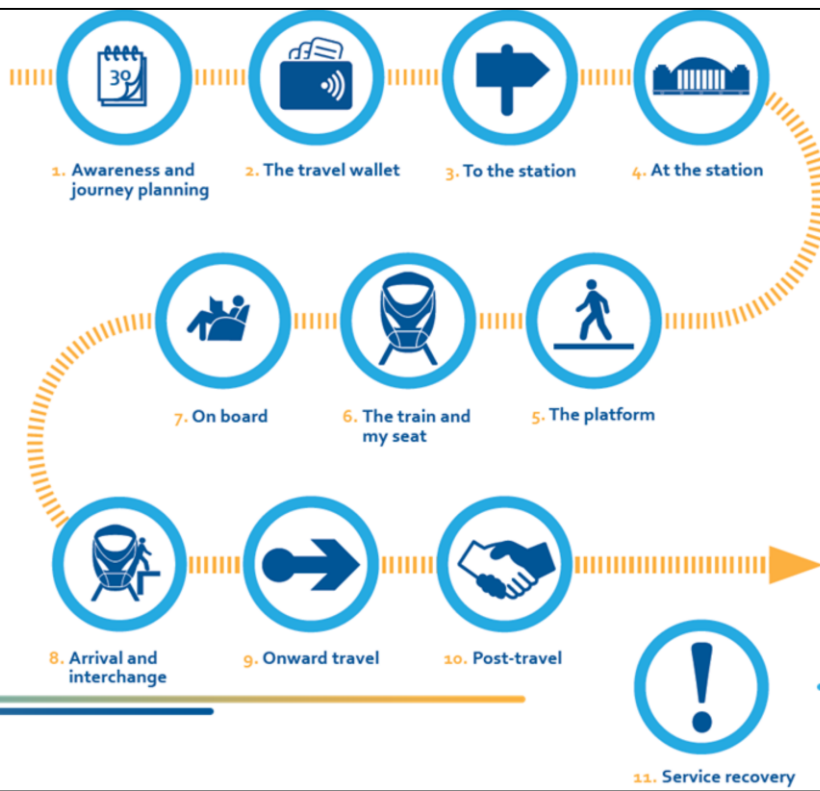 30
1. Awareness and
journey planning
2. The travel wallet
3. To the station
4. At the station
5. The platform
6. The train and
my seat
7. On board
8. Arrival and
interchange
9. Onward travel
10. Post-travel
!
11. Service recovery